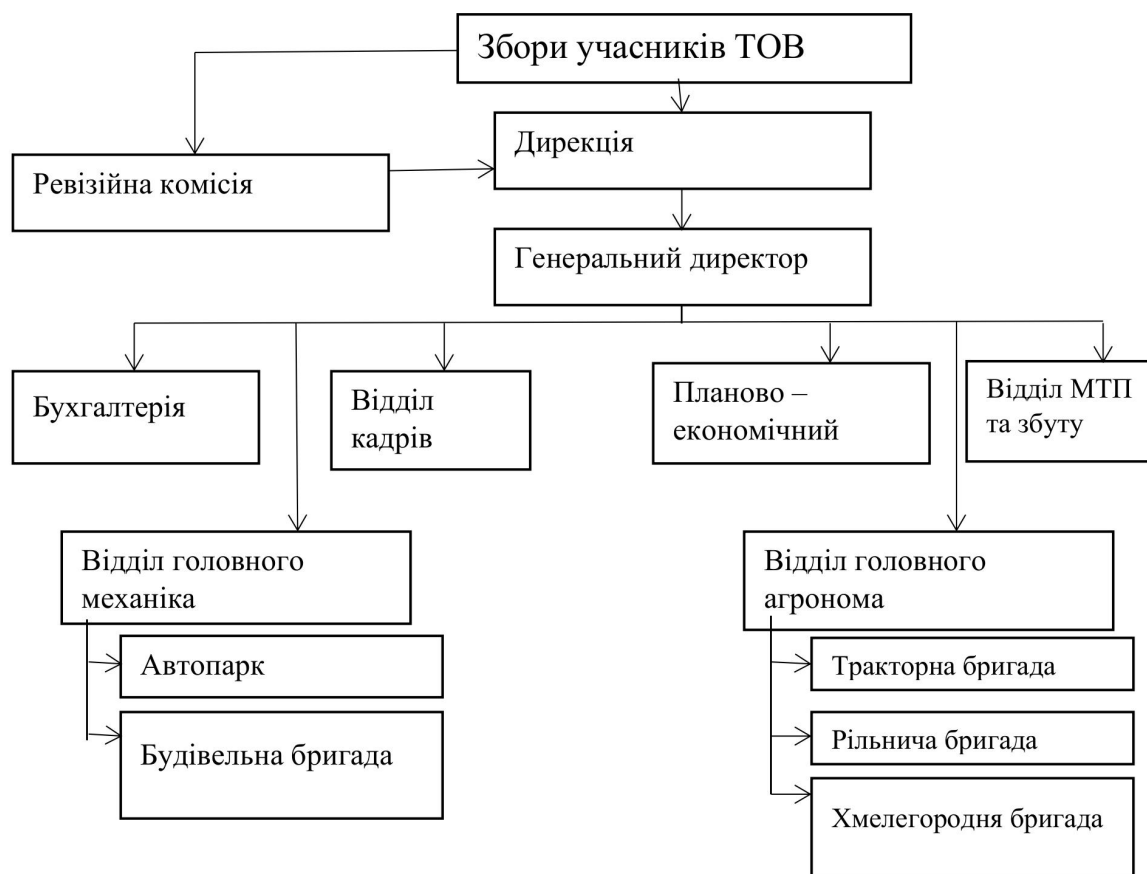 Збори учасників ТОВ
Дирекція
Ревізійна комісія
Генеральний директор
Бухгалтерія
Відділ
кадрів
Планово –
економічний
Відділ МТП
та збуту
Відділ головного
механіка
Автопарк
Будівельна бригада
Відділ головного
агронома
Тракторна бригада
Рільнича бригада
Хмелегородня бригада